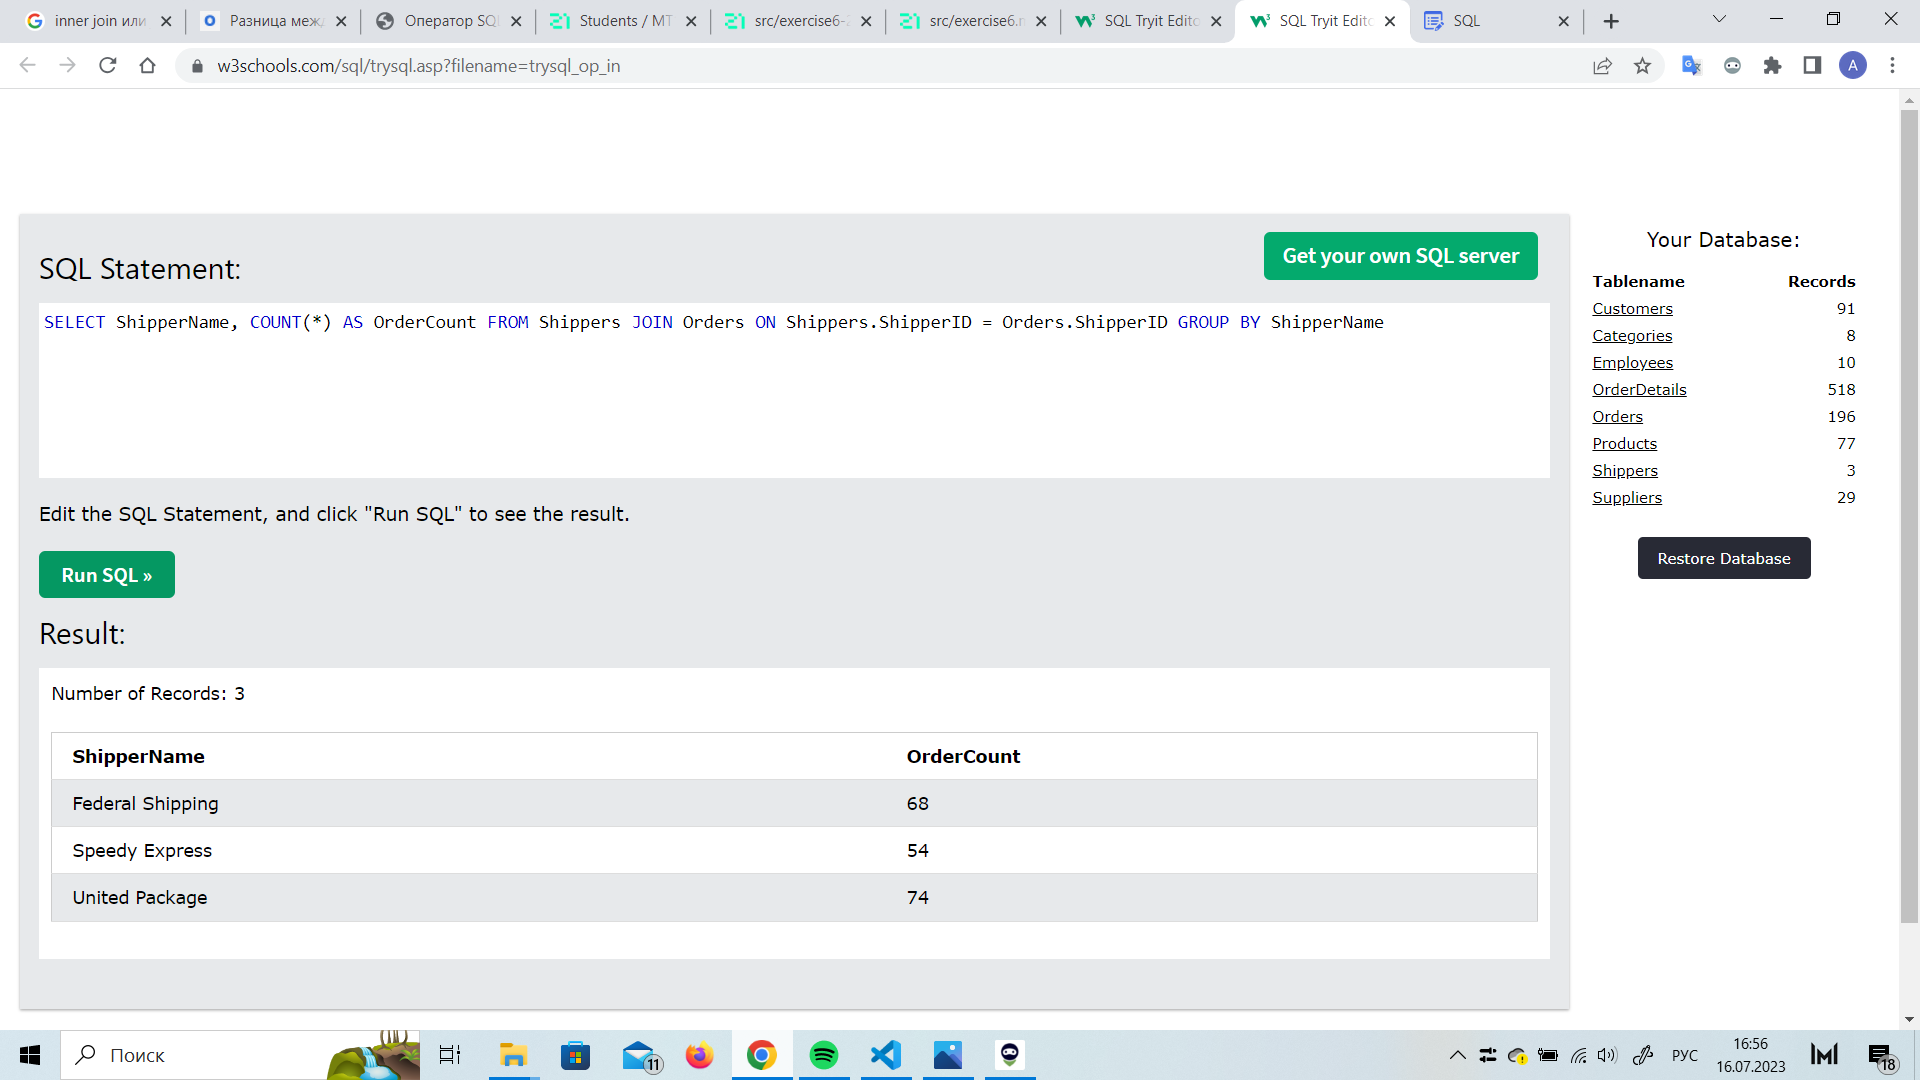 inner join или
Разница меж
Оператор SQL
Students / MT
src/exercise6-2
src/exercise6.m
SQL Tryit Edito
SQL Tryit Edito
SQL
w3schools.com/sql/trysql.asp?filename=trysql_op_in
A
SQL Statement:
Get your own SQL server
SELECT ShipperName, COUNT(*) AS OrderCount FROM Shippers JOIN Orders ON Shippers.ShipperID = Orders.ShipperID GROUP BY ShipperName
Edit the SQL Statement, and click "Run SQL" to see the result.
Run SQL »
Result:
Number of Records: 3
ShipperName OrderCount
Federal Shipping 68
Speedy Express 54
United Package 74
Your Database:
Tablename Records
Customers 91
Categories 8
Employees 10
OrderDetails 518
Orders 196
Products 77
Shippers 3
Suppliers 29
Restore Database
Поиск
11
РУС
16:56
16.07.2023
18